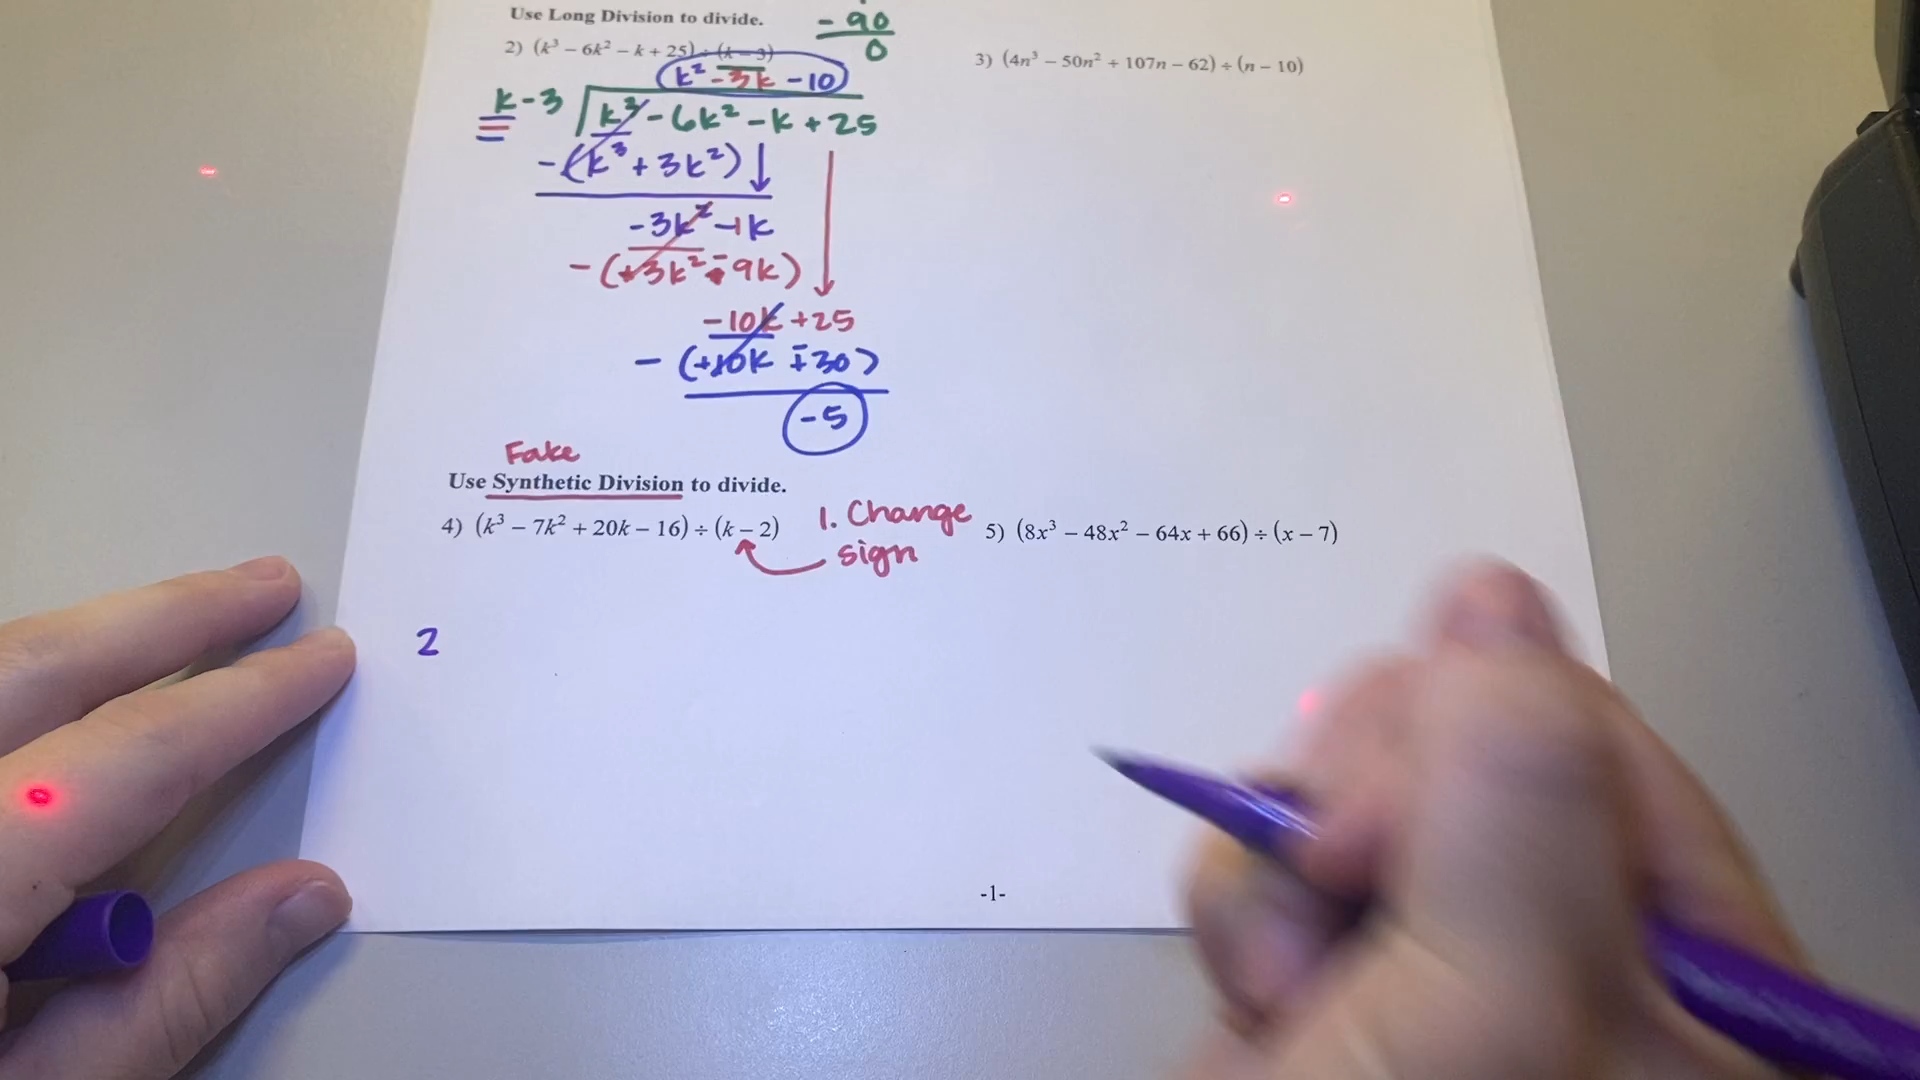 Use Long Division to divide.
- 90
0
2) (k³ – 6k² – k + 25) ÷ (k – 3)
k² - 3k - 10
k - 3 k³ - 6k² - k + 25
- (k³ + 3k²)
-3k² -1k
- (+3k² - 9k)
-10k +25
- (+10k - 30)
-5
3) (4n³ – 50n² + 107n – 62) ÷ (n – 10)
Fake
Use Synthetic Division to divide.
4) (k³ – 7k² + 20k – 16) ÷ (k – 2)
1. Change
sign
2
5) (8x³ – 48x² – 64x + 66) ÷ (x – 7)
-1-